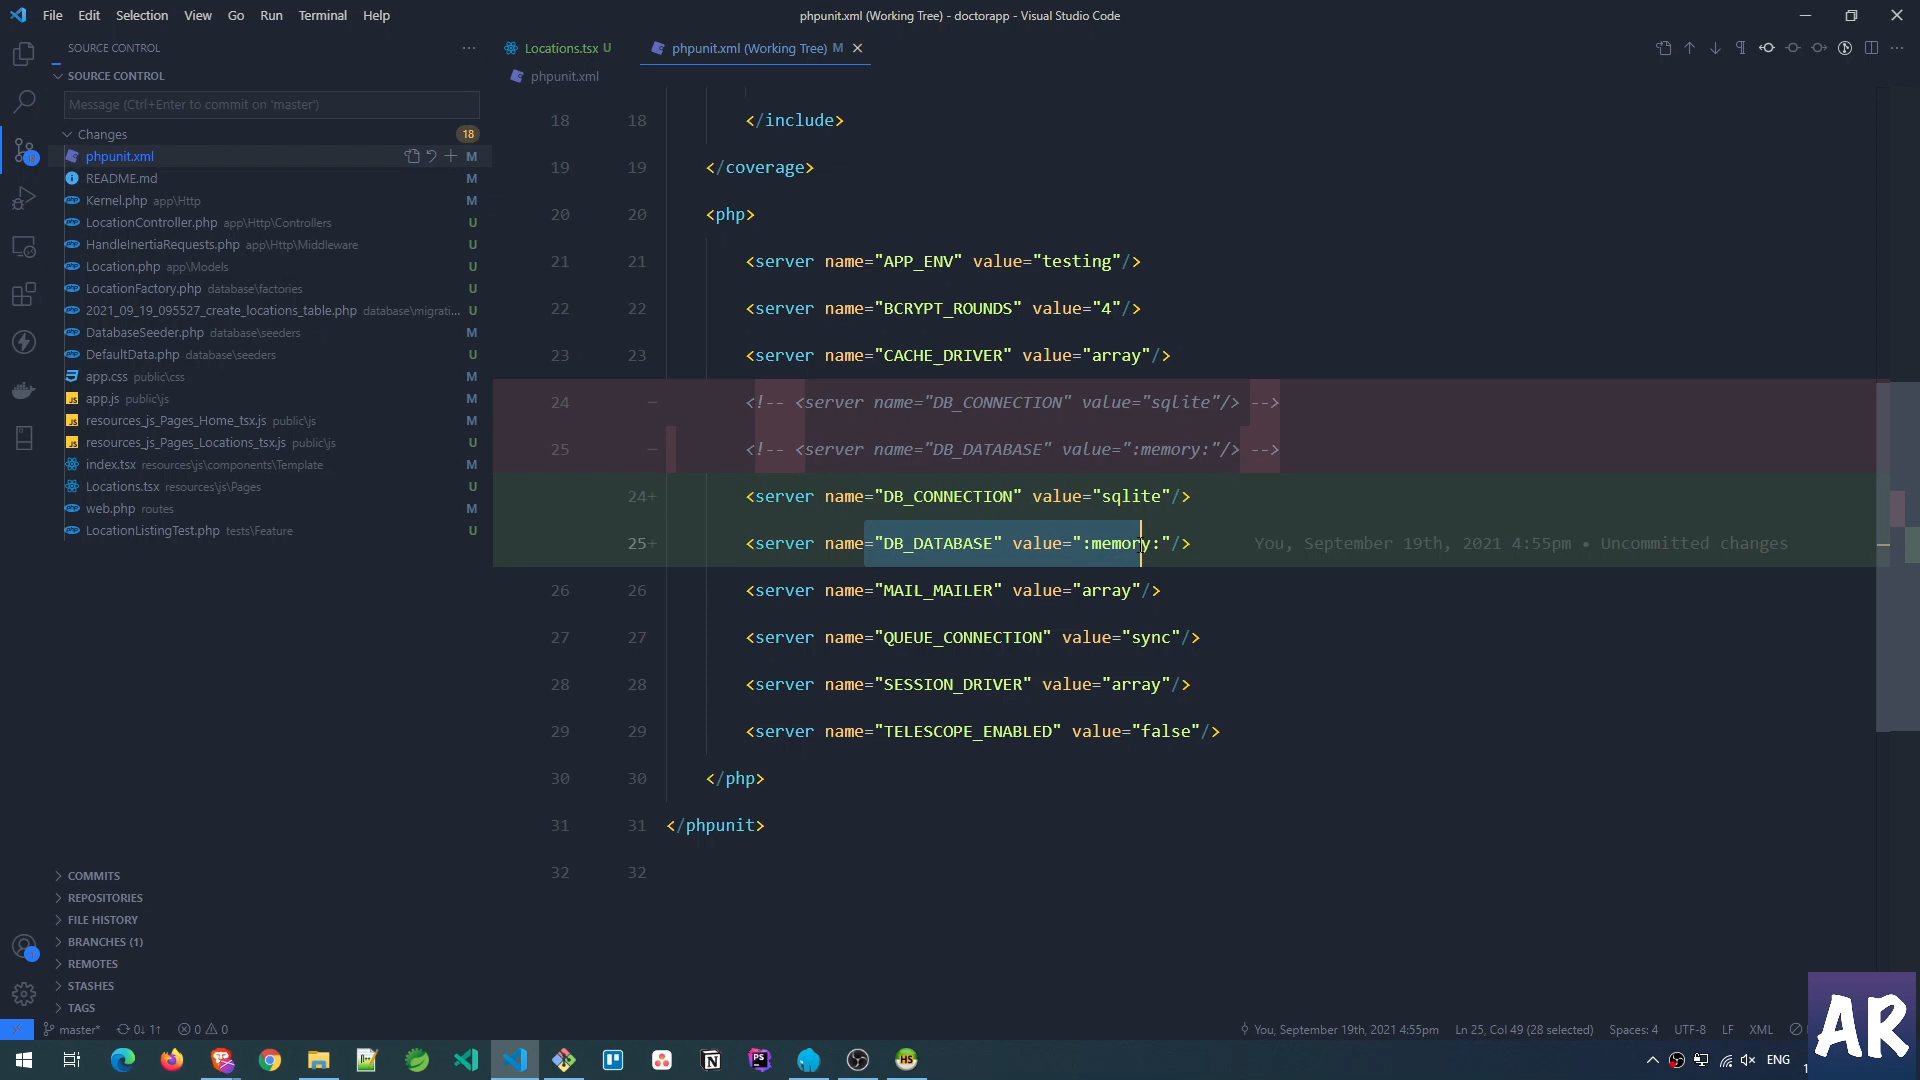 File Edit Selection View Go Run Terminal Help
phpunit.xml (Working Tree) - doctorapp - Visual Studio Code
SOURCE CONTROL
Locations.tsx U
phpunit.xml (Working Tree) M
SOURCE CONTROL
phpunit.xml
Message (Ctrl+Enter to commit on 'master')
Changes 18
phpunit.xml M
README.md M
Kernel.php app\Http M
LocationController.php app\Http\Controllers U
HandleInertiaRequests.php app\Http\Middleware U
Location.php app\Models U
LocationFactory.php database\factories U
2021_09_19_095527_create_locations_table.php database\migrati... U
DatabaseSeeder.php database\seeders M
DefaultData.php database\seeders U
app.css public\css M
app.js public\js M
resources_js_Pages_Home_tsx.js public\js M
resources_js_Pages_Locations_tsx.js public\js U
index.tsx resources\js\components\Template M
Locations.tsx resources\js\Pages U
web.php routes M
LocationListingTest.php tests\Feature U
COMMITS
REPOSITORIES
FILE HISTORY
BRANCHES (1)
REMOTES
STASHES
TAGS
18 18 </include>
19 19 </coverage>
20 20 <php>
21 21 <server name="APP_ENV" value="testing"/>
22 22 <server name="BCRYPT_ROUNDS" value="4"/>
23 23 <server name="CACHE_DRIVER" value="array"/>
24 — <!-- <server name="DB_CONNECTION" value="sqlite"/> -->
25 — <!-- <server name="DB_DATABASE" value=":memory:"/> -->
24+ <server name="DB_CONNECTION" value="sqlite"/>
25+ <server name="DB_DATABASE" value=":memory:"/> You, September 19th, 2021 4:55pm • Uncommitted changes
26 26 <server name="MAIL_MAILER" value="array"/>
27 27 <server name="QUEUE_CONNECTION" value="sync"/>
28 28 <server name="SESSION_DRIVER" value="array"/>
29 29 <server name="TELESCOPE_ENABLED" value="false"/>
30 30 </php>
31 31 </phpunit>
32 32
master* 0↓ 1↑ 0 0
You, September 19th, 2021 4:55pm Ln 25, Col 49 (28 selected) Spaces: 4 UTF-8 LF XML
ENG
AR